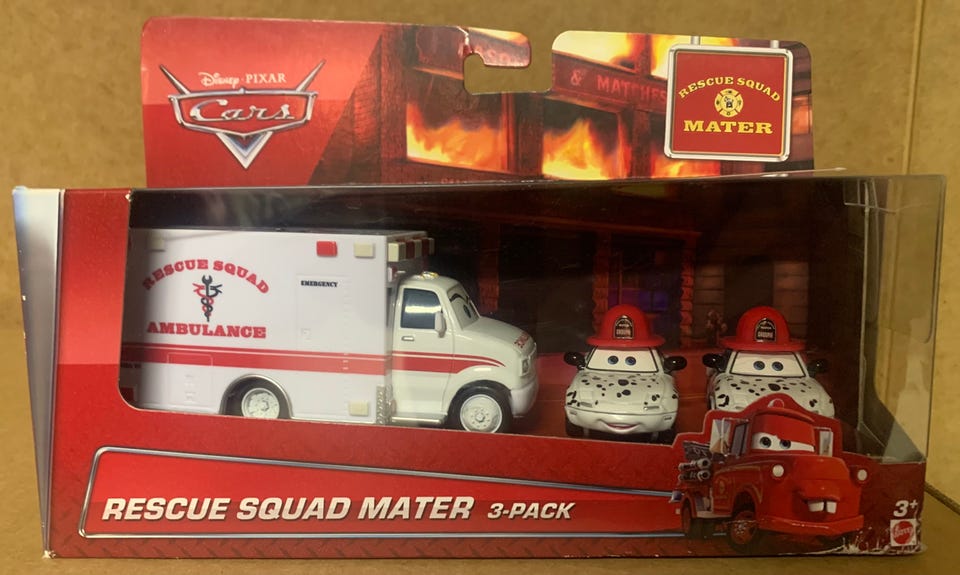 Disney · PIXAR
Cars
& MATCHES
RESCUE SQUAD
MATER
RESCUE SQUAD
AMBULANCE
EMERGENCY
RESCUE SQUAD MATER 3-PACK
3+